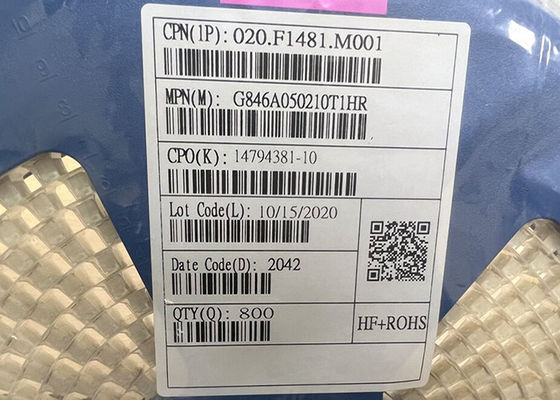 CPN(1P): 020.F1481.M001
MPN(M): G846A050210T1HR
CPO(K): 14794381-10
Lot Code(L): 10/15/2020
Date Code(D): 2042
QTY(Q): 800
HF+ROHS